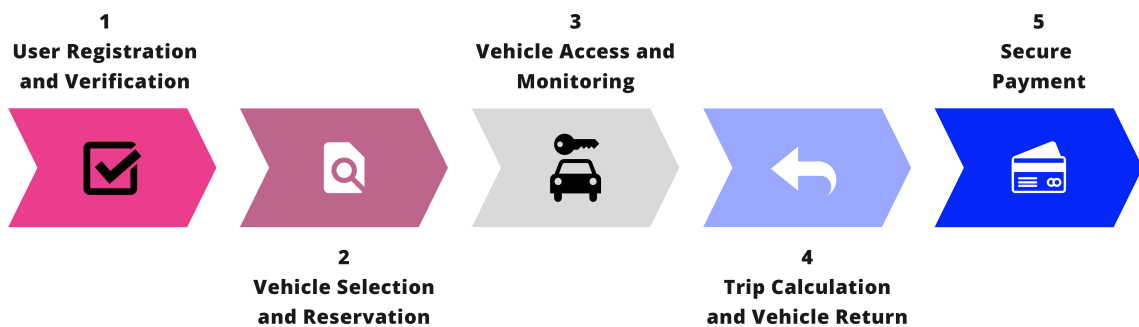 1
User Registration
and Verification
2
Vehicle Selection
and Reservation
3
Vehicle Access and
Monitoring
4
Trip Calculation
and Vehicle Return
5
Secure
Payment